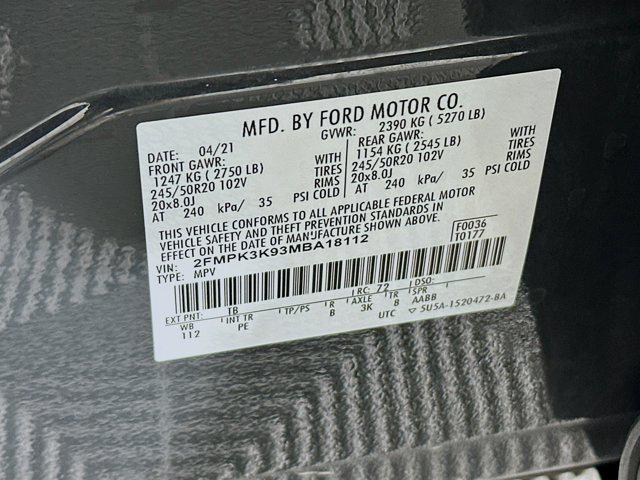 MFD. BY FORD MOTOR CO.
DATE: 04/21 GVWR: 2390 KG ( 5270 LB)
FRONT GAWR: REAR GAWR:
1247 KG ( 2750 LB) WITH 1154 KG ( 2545 LB) WITH
245/50R20 102V TIRES 245/50R20 102V TIRES
20x8.0J RIMS 20x8.0J RIMS
AT 240 kPa/ 35 PSI COLD AT 240 kPa/ 35 PSI COLD
THIS VEHICLE CONFORMS TO ALL APPLICABLE FEDERAL MOTOR
VEHICLE SAFETY AND THEFT PREVENTION STANDARDS IN
EFFECT ON THE DATE OF MANUFACTURE SHOWN ABOVE.
VIN: 2FMPK3K93MBA18112 F0036
TYPE: MPV T0177
EXT PNT: TB RC: 72 DSO:
WB INT TR TP/PS R AXLE TR SPR
112 PE B 3K 8 AABB
UTC ▽ 5U5A-1520472-BA